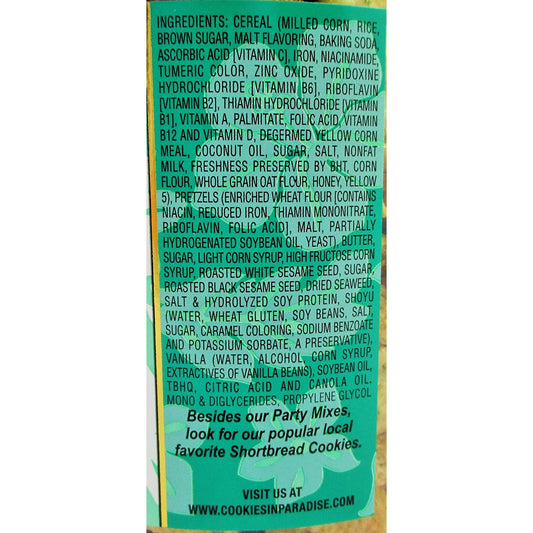 INGREDIENTS: CEREAL (MILLED CORN, RICE,
BROWN SUGAR, MALT FLAVORING, BAKING SODA,
ASCORBIC ACID [VITAMIN C], IRON, NIACINAMIDE,
TUMERIC COLOR, ZINC OXIDE, PYRIDOXINE
HYDROCHLORIDE [VITAMIN B6], RIBOFLAVIN
[VITAMIN B2], THIAMIN HYDROCHLORIDE [VITAMIN
B1], VITAMIN A, PALMITATE, FOLIC ACID, VITAMIN
B12 AND VITAMIN D, DEGERMED YELLOW CORN
MEAL, COCONUT OIL, SUGAR, SALT, NONFAT
MILK, FRESHNESS PRESERVED BY BHT, CORN
FLOUR, WHOLE GRAIN OAT FLOUR, HONEY, YELLOW
5), PRETZELS (ENRICHED WHEAT FLOUR [CONTAINS
NIACIN, REDUCED IRON, THIAMIN MONONITRATE,
RIBOFLAVIN, FOLIC ACID], MALT, PARTIALLY
HYDROGENATED SOYBEAN OIL, YEAST), BUTTER,
SUGAR, LIGHT CORN SYRUP, HIGH FRUCTOSE CORN
SYRUP, ROASTED WHITE SESAME SEED, SUGAR,
ROASTED BLACK SESAME SEED, DRIED SEAWEED,
SALT & HYDROLYZED SOY PROTEIN, SHOYU
(WATER, WHEAT GLUTEN, SOY BEANS, SALT,
SUGAR, CARAMEL COLORING, SODIUM BENZOATE
AND POTASSIUM SORBATE, A PRESERVATIVE),
VANILLA (WATER, ALCOHOL, CORN SYRUP,
EXTRACTIVES OF VANILLA BEANS), SOYBEAN OIL,
TBHQ, CITRIC ACID AND CANOLA OIL.
MONO & DIGLYCERIDES, PROPYLENE GLYCOL
Besides our Party Mixes,
look for our popular local
favorite Shortbread Cookies.
VISIT US AT
WWW.COOKIESINPARADISE.COM